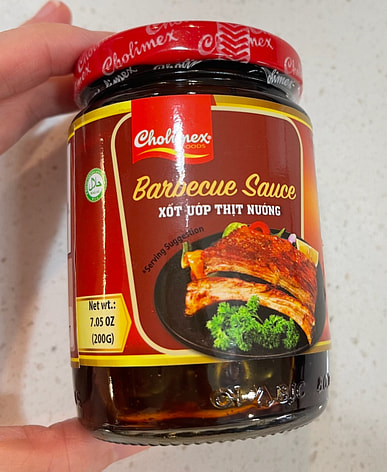 Cholimex
Cholimex
FOODS
Barbecue Sauce
XỐT ƯỚP THỊT NƯỚNG
*Serving Suggestion
Net wt.:
7.05 OZ
(200G)